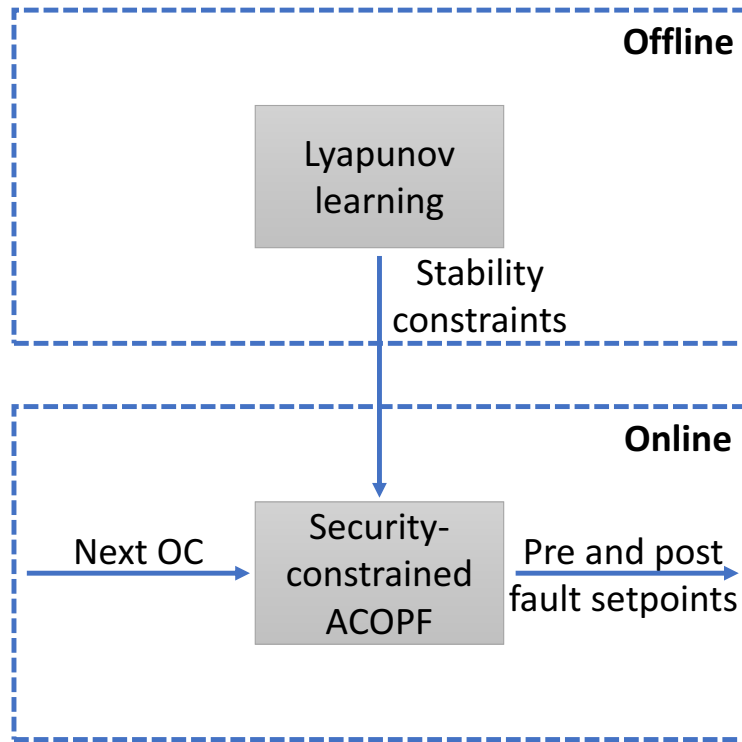 Offline
Lyapunov
learning
Stability
constraints
Online
Next OC
Security-
constrained
ACOPF
Pre and post
fault setpoints